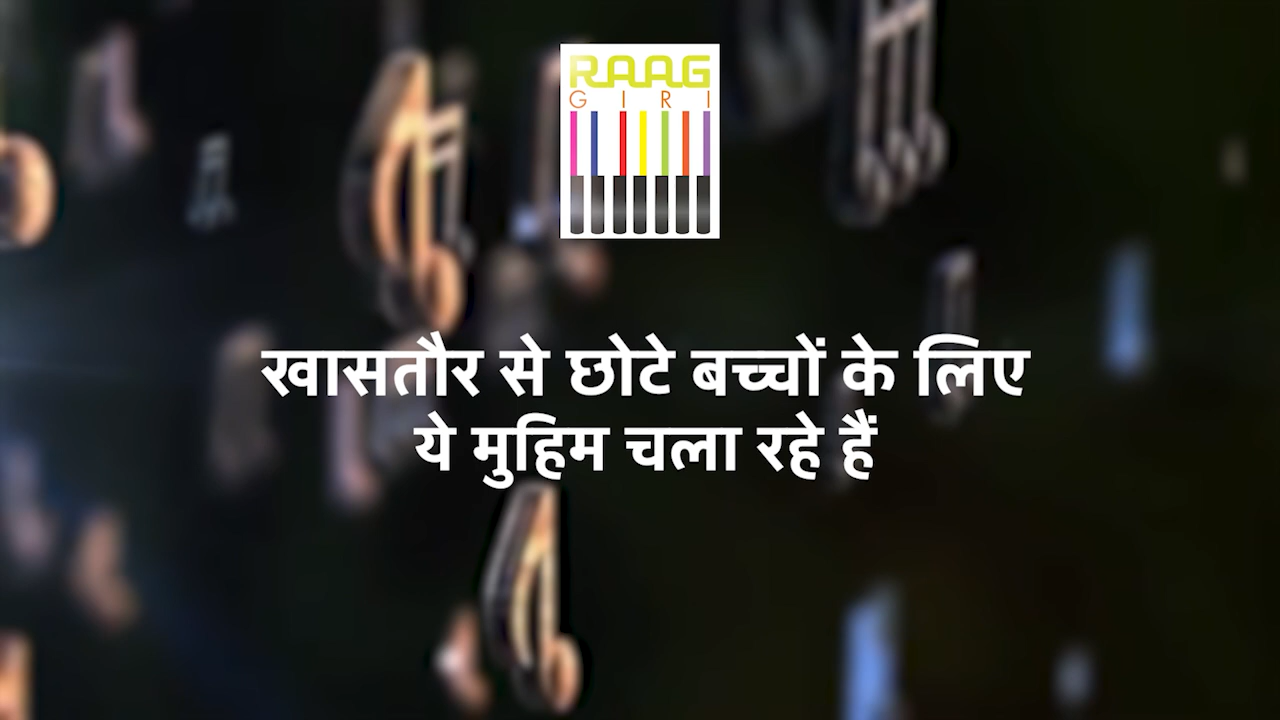 RAAG
GIRI
खासतौर से छोटे बच्चों के लिए
ये मुहिम चला रहे हैं